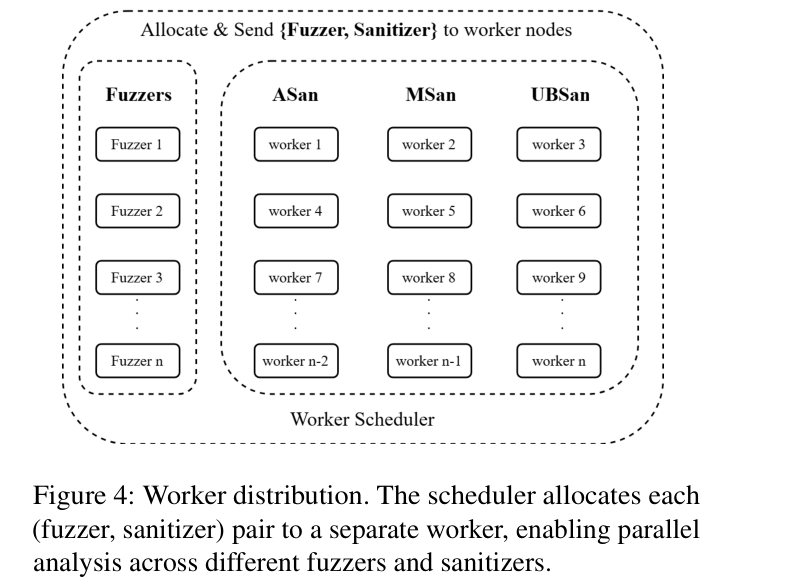 Allocate & Send {Fuzzer, Sanitizer} to worker nodes
Fuzzers ASan MSan UBSan
Fuzzer 1 worker 1 worker 2 worker 3
Fuzzer 2 worker 4 worker 5 worker 6
Fuzzer 3 worker 7 worker 8 worker 9
Fuzzer n worker n-2 worker n-1 worker n
Worker Scheduler
Figure 4: Worker distribution. The scheduler allocates each
(fuzzer, sanitizer) pair to a separate worker, enabling parallel
analysis across different fuzzers and sanitizers.